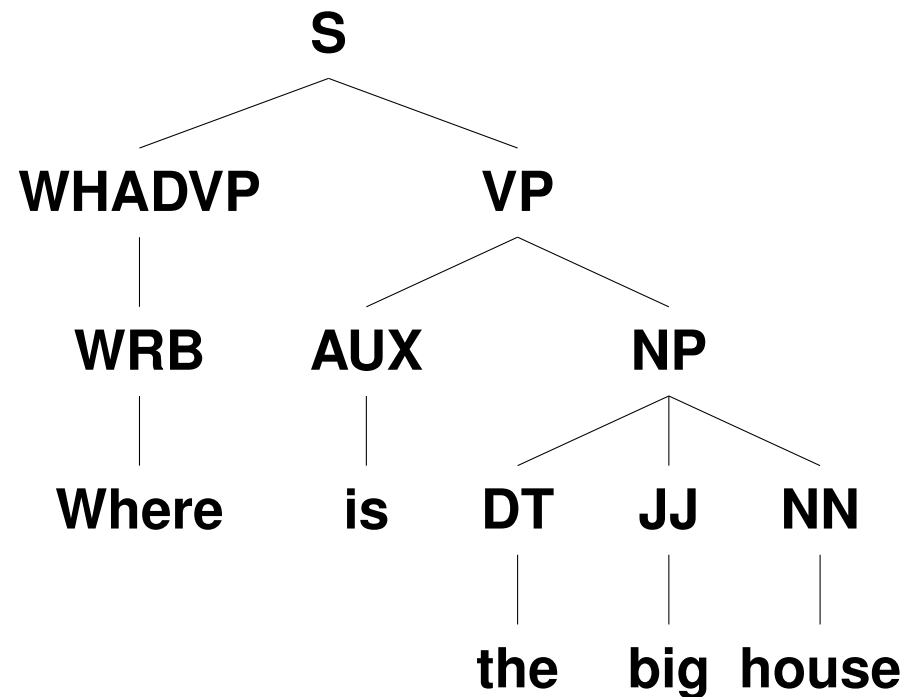 S
WHADVP VP
WRB AUX NP
Where is DT JJ NN
the big house